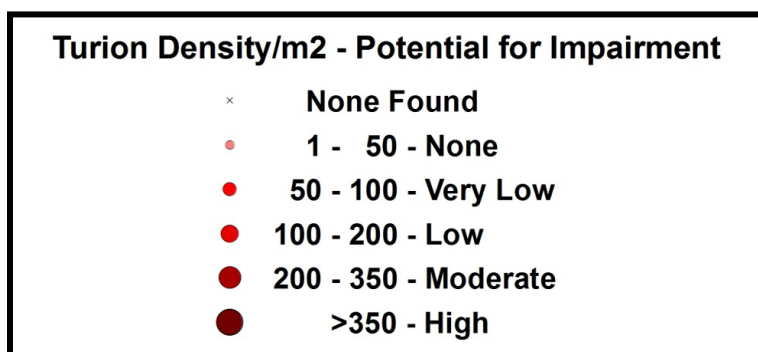 Turion Density/m2 - Potential for Impairment
None Found
1 - 50 - None
50 - 100 - Very Low
100 - 200 - Low
200 - 350 - Moderate
>350 - High